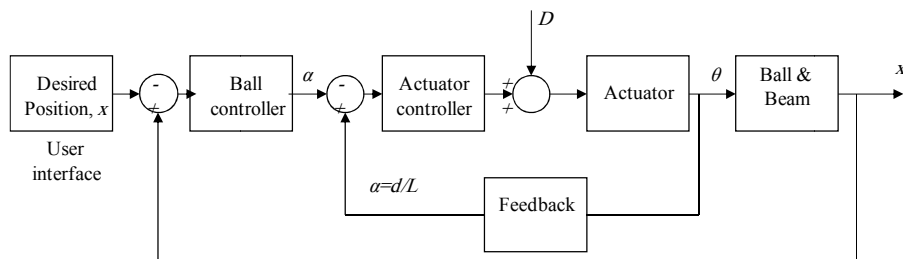 D
Desired
Position, x
User
interface
-
+
Ball
controller
α
-
+
Actuator
controller
+
+
Actuator
θ
Ball &
Beam
x
α=d/L
Feedback